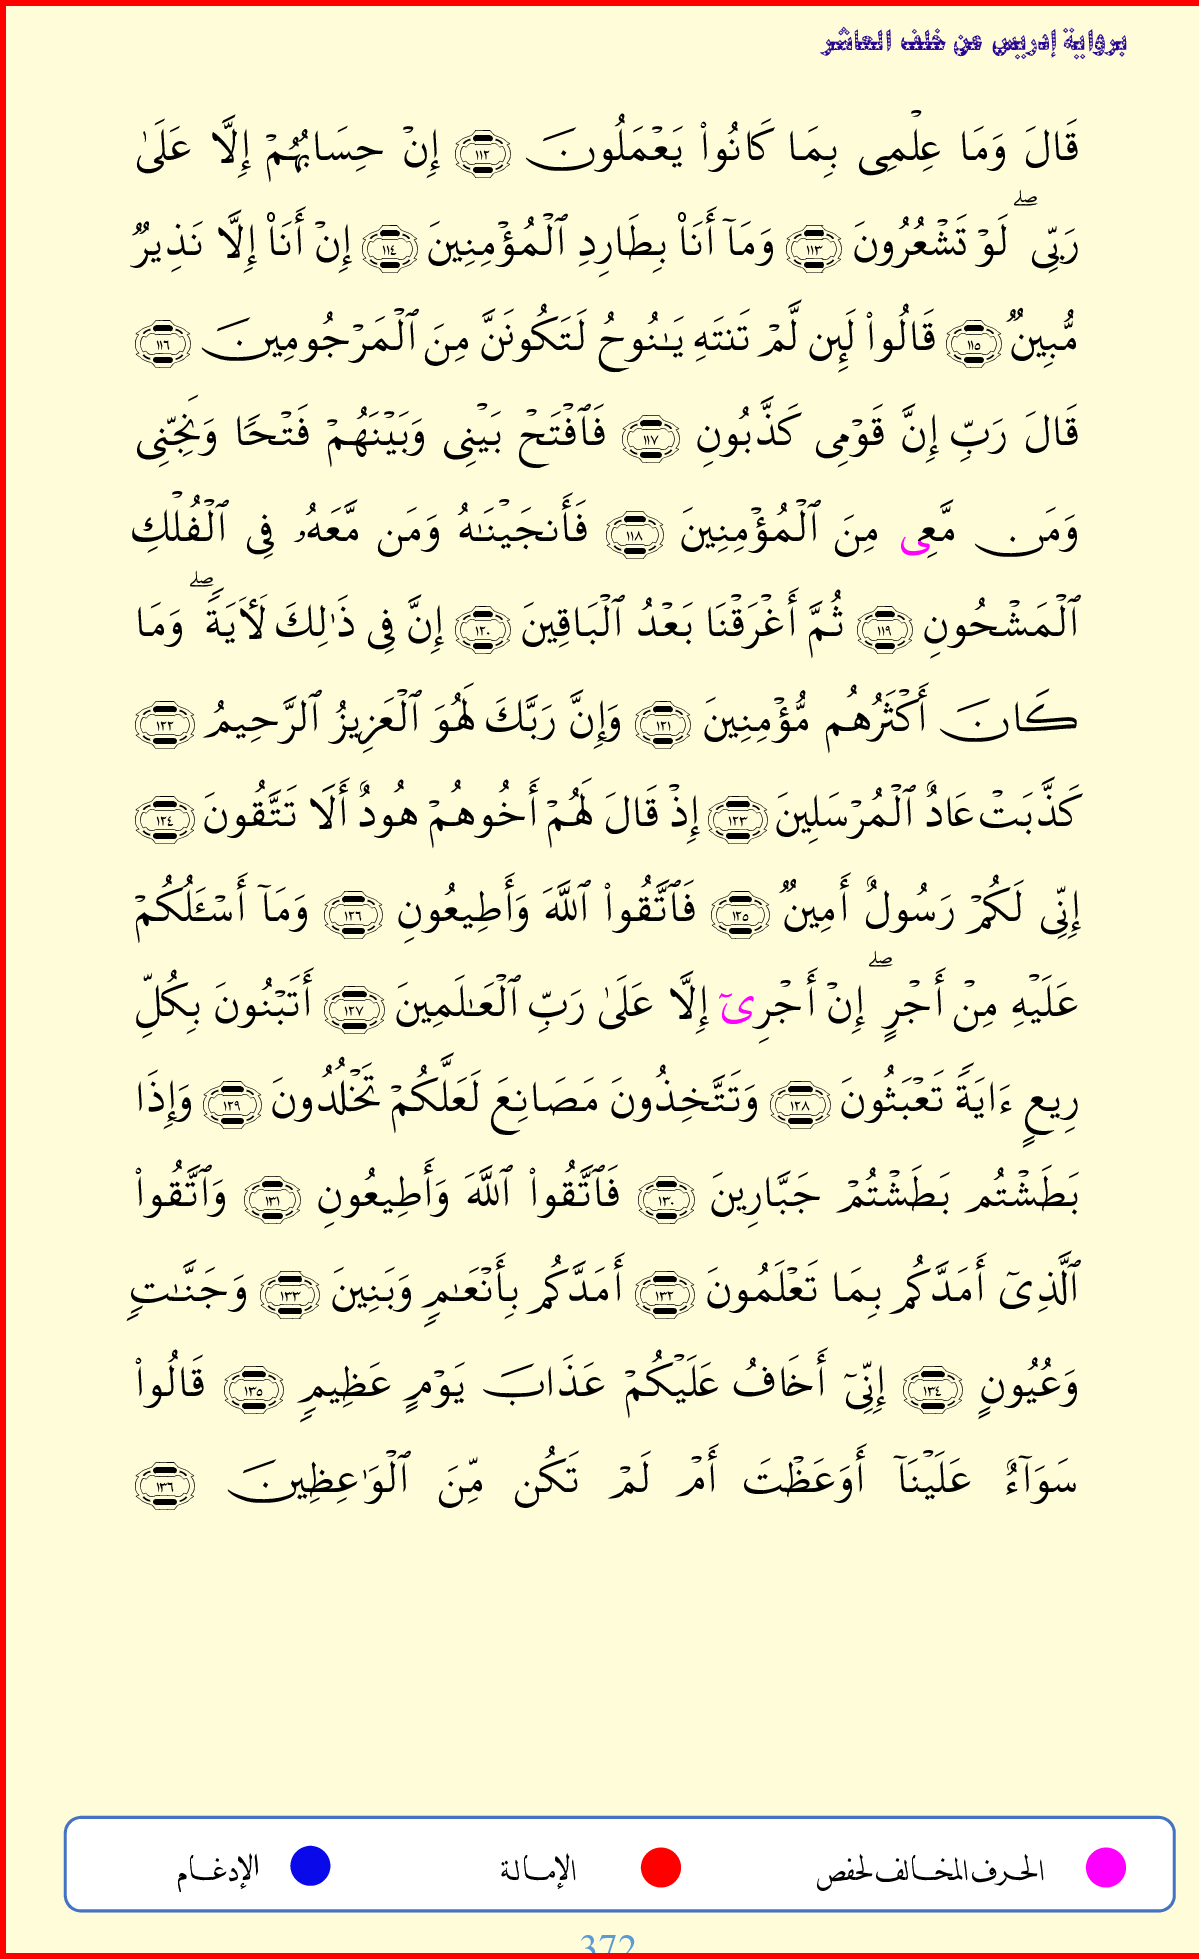 برواية إدريس عن خلف العاشر
قَالَ وَمَا عِلْمِى بِمَا كَانُوا۟ يَعْمَلُونَ ١١٢ إِنْ حِسَابُهُمْ إِلَّا عَلَىٰ
رَبِّى ۖ لَوْ تَشْعُرُونَ ١١٣ وَمَآ أَنَا۠ بِطَارِدِ ٱلْمُؤْمِنِينَ ١١٤ إِنْ أَنَا۠ إِلَّا نَذِيرٌ
مُّبِينٌ ١١٥ قَالُوا۟ لَئِن لَّمْ تَنتَهِ يَـٰنُوحُ لَتَكُونَنَّ مِنَ ٱلْمَرْجُومِينَ ١١٦
قَالَ رَبِّ إِنَّ قَوْمِى كَذَّبُونِ ١١٧ فَٱفْتَحْ بَيْنِى وَبَيْنَهُمْ فَتْحًا وَنَجِّنِى
وَمَن مَّعِى مِنَ ٱلْمُؤْمِنِينَ ١١٨ فَأَنجَيْنَـٰهُ وَمَن مَّعَهُۥ فِى ٱلْفُلْكِ
ٱلْمَشْحُونِ ١١٩ ثُمَّ أَغْرَقْنَا بَعْدُ ٱلْبَاقِينَ ١٢٠ إِنَّ فِى ذَٰلِكَ لَـَٔايَةً ۖ وَمَا
كَانَ أَكْثَرُهُم مُّؤْمِنِينَ ١٢١ وَإِنَّ رَبَّكَ لَهُوَ ٱلْعَزِيزُ ٱلرَّحِيمُ ١٢٢
كَذَّبَتْ عَادٌ ٱلْمُرْسَلِينَ ١٢٣ إِذْ قَالَ لَهُمْ أَخُوهُمْ هُودٌ أَلَا تَتَّقُونَ ١٢٤
إِنِّى لَكُمْ رَسُولٌ أَمِينٌ ١٢٥ فَٱتَّقُوا۟ ٱللَّهَ وَأَطِيعُونِ ١٢٦ وَمَآ أَسْـَٔلُكُمْ
عَلَيْهِ مِنْ أَجْرٍ ۖ إِنْ أَجْرِىٓ إِلَّا عَلَىٰ رَبِّ ٱلْعَـٰلَمِينَ ١٢٧ أَتَبْنُونَ بِكُلِّ
رِيعٍ ءَايَةً تَعْبَثُونَ ١٢٨ وَتَتَّخِذُونَ مَصَانِعَ لَعَلَّكُمْ تَخْلُدُونَ ١٢٩ وَإِذَا
بَطَشْتُم بَطَشْتُمْ جَبَّارِينَ ١٣٠ فَٱتَّقُوا۟ ٱللَّهَ وَأَطِيعُونِ ١٣١ وَٱتَّقُوا۟
ٱلَّذِىٓ أَمَدَّكُم بِمَا تَعْلَمُونَ ١٣٢ أَمَدَّكُم بِأَنْعَـٰمٍ وَبَنِينَ ١٣٣ وَجَنَّـٰتٍ
وَعُيُونٍ ١٣٤ إِنِّىٓ أَخَافُ عَلَيْكُمْ عَذَابَ يَوْمٍ عَظِيمٍ ١٣٥ قَالُوا۟
سَوَآءٌ عَلَيْنَآ أَوَعَظْتَ أَمْ لَمْ تَكُن مِّنَ ٱلْوَٰعِظِينَ ١٣٦
الحرف المخالف لحفص الإمالة الإدغام
372